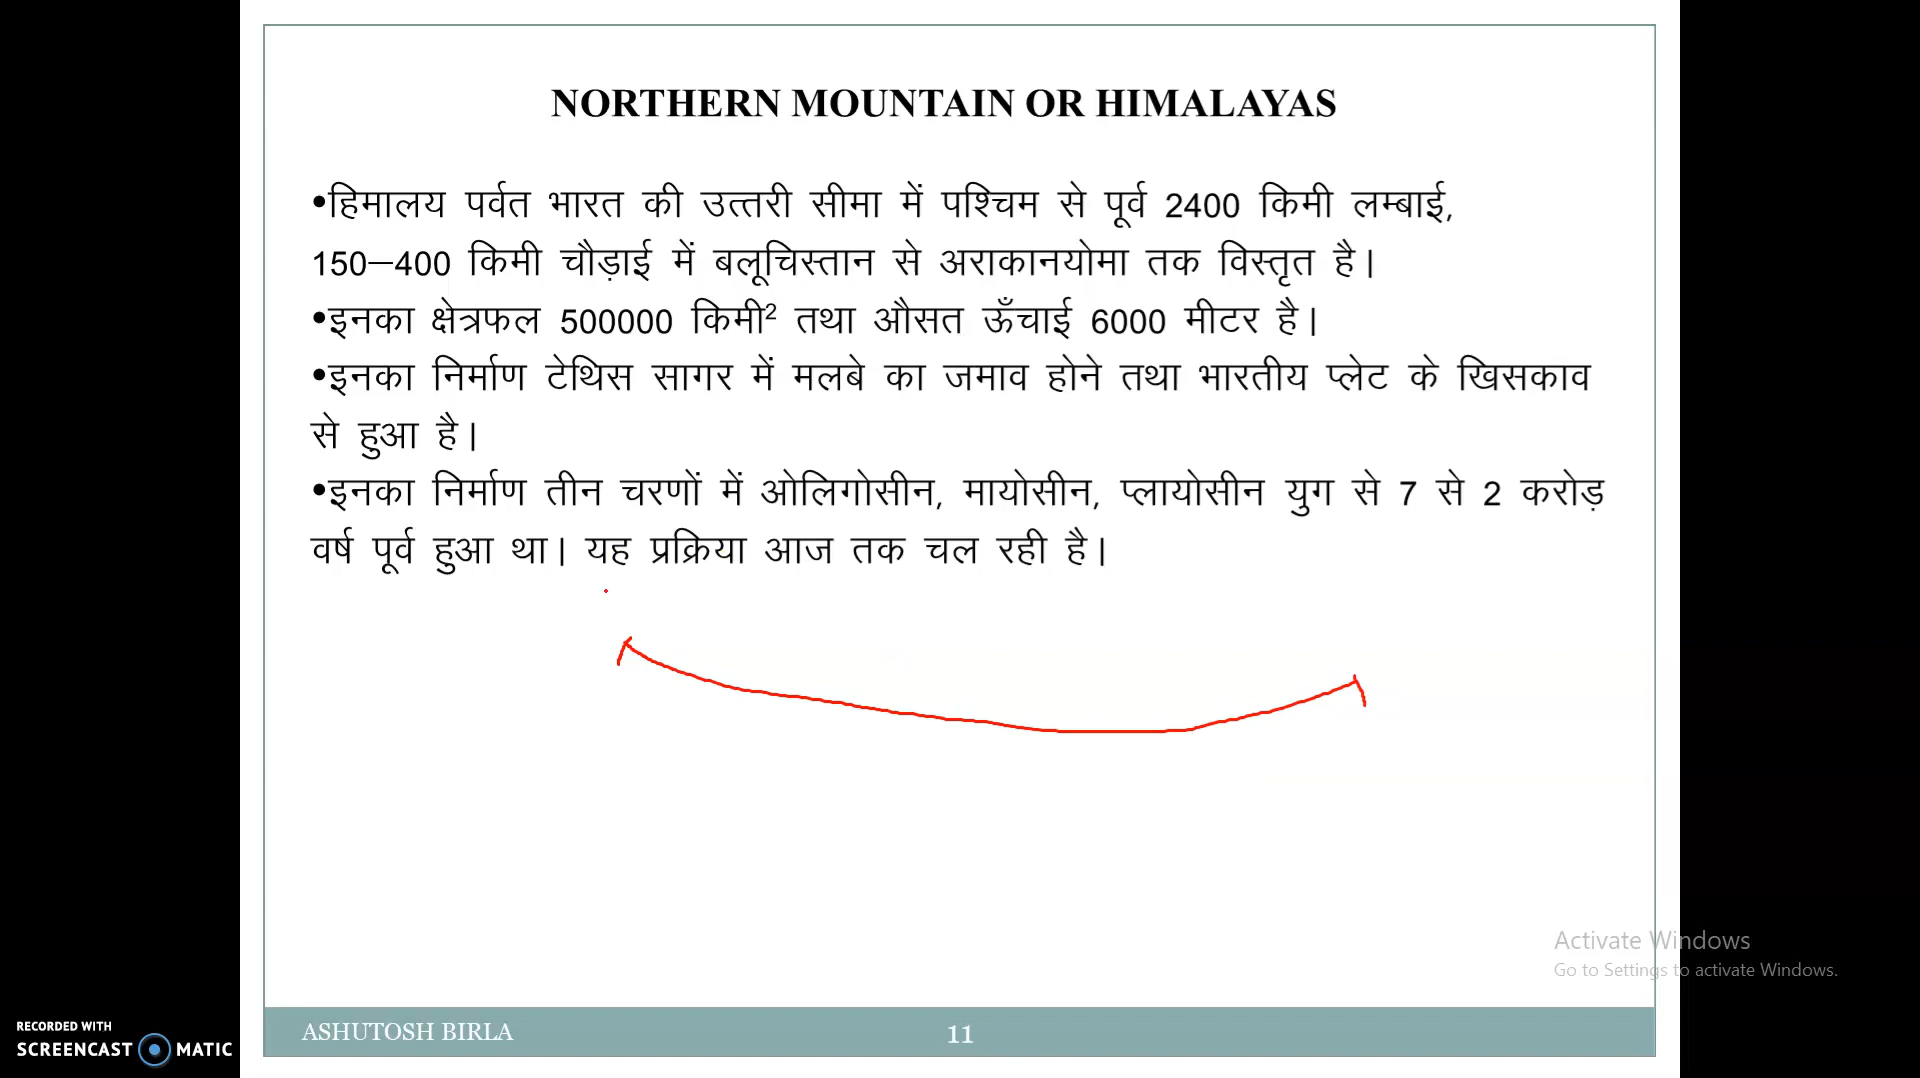 NORTHERN MOUNTAIN OR HIMALAYAS
•हिमालय पर्वत भारत की उत्तरी सीमा में पश्चिम से पूर्व 2400 किमी लम्बाई,
150–400 किमी चौड़ाई में बलूचिस्तान से अराकानयोमा तक विस्तृत है।
•इनका क्षेत्रफल 500000 किमी² तथा औसत ऊँचाई 6000 मीटर है।
•इनका निर्माण टेथिस सागर में मलबे का जमाव होने तथा भारतीय प्लेट के खिसकाव
से हुआ है।
•इनका निर्माण तीन चरणों में ओलिगोसीन, मायोसीन, प्लायोसीन युग से 7 से 2 करोड़
वर्ष पूर्व हुआ था। यह प्रक्रिया आज तक चल रही है।
Activate Windows
Go to Settings to activate Windows.
ASHUTOSH BIRLA
11
RECORDED WITH
SCREENCAST MATIC